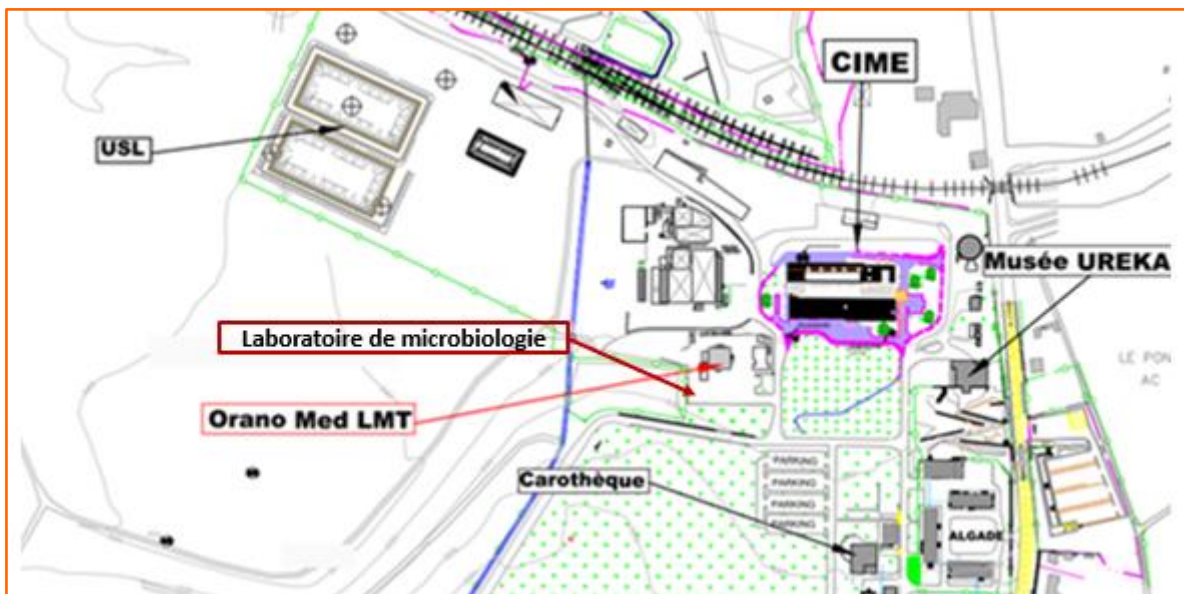 CIME
USL
Musée UREKA
Laboratoire de microbiologie
LE PON
AC
Orano Med LMT
Carothèque
PARKING
PARKING
PARKING
PARKING
ALGADE